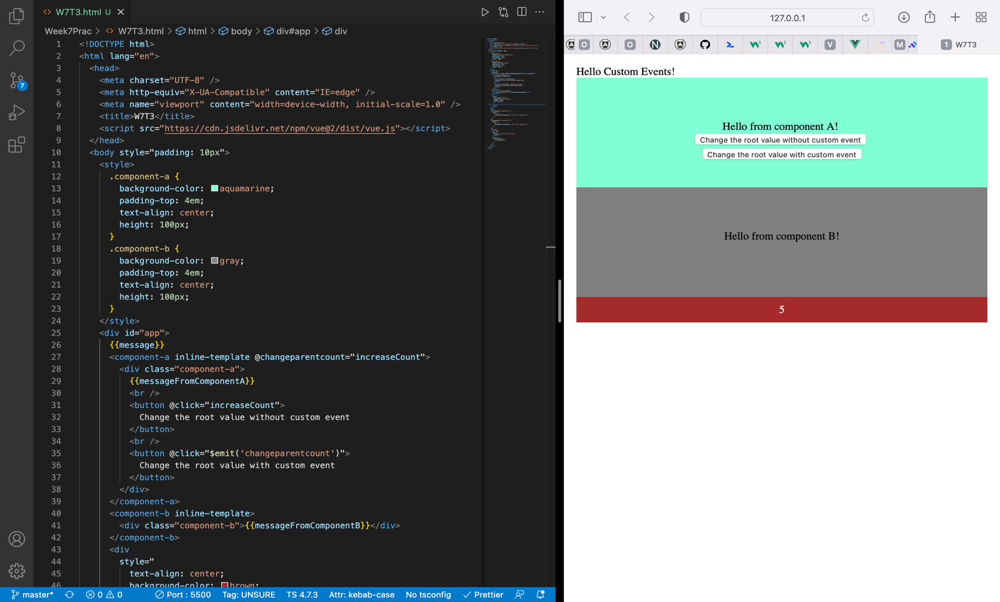 W7T3.html U
Week7Prac > W7T3.html > html > body > div#app > div
1 <!DOCTYPE html>
2 <html lang="en">
3 <head>
4 <meta charset="UTF-8" />
5 <meta http-equiv="X-UA-Compatible" content="IE=edge" />
6 <meta name="viewport" content="width=device-width, initial-scale=1.0" />
7 <title>W7T3</title>
8 <script src="https://cdn.jsdelivr.net/npm/vue@2/dist/vue.js"></script>
9 </head>
10 <body style="padding: 10px">
11 <style>
12 .component-a {
13 background-color: aquamarine;
14 padding-top: 4em;
15 text-align: center;
16 height: 100px;
17 }
18 .component-b {
19 background-color: gray;
20 padding-top: 4em;
21 text-align: center;
22 height: 100px;
23 }
24 </style>
25 <div id="app">
26 {{message}}
27 <component-a inline-template @changeparentcount="increaseCount">
28 <div class="component-a">
29 {{messageFromComponentA}}
30 <br />
31 <button @click="increaseCount">
32 Change the root value without custom event
33 </button>
34 <br />
35 <button @click="$emit('changeparentcount')">
36 Change the root value with custom event
37 </button>
38 </div>
39 </component-a>
40 <component-b inline-template>
41 <div class="component-b">{{messageFromComponentB}}</div>
42 </component-b>
43 <div
44 style="
45 text-align: center;
46 background-color: brown;
7
master* 0 0 Port : 5500 Tag: UNSURE TS 4.7.3 Attr: kebab-case No tsconfig Prettier
127.0.0.1
O O N V M 1 W7T3
Hello Custom Events!
Hello from component A!
Change the root value without custom event
Change the root value with custom event
Hello from component B!
5